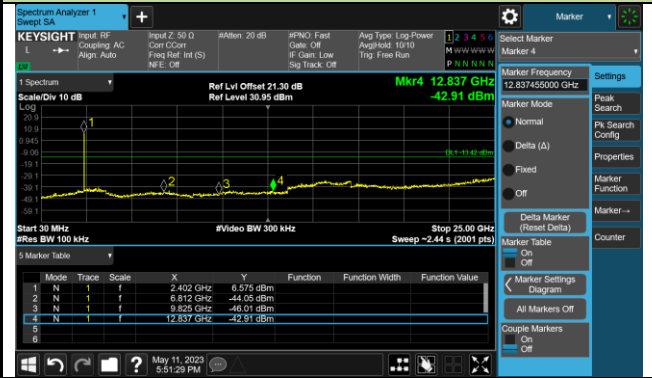 Spectrum Analyzer 1
Swept SA
+
Marker
KEYSIGHT
L
Input: RF
Coupling: AC
Align: Auto
Input Z: 50 Ω
Corr CCorr
Freq Ref: Int (S)
NFE: Off
#Atten: 20 dB
#PNO: Fast
Gate: Off
IF Gain: Low
Sig Track: Off
Avg Type: Log-Power
Avg|Hold: 10/10
Trig: Free Run
1 2 3 4 5 6
M W W W W W
P N N N N N
Select Marker
Marker 4
1 Spectrum
Scale/Div 10 dB
Log
Ref Lvl Offset 21.30 dB
Ref Level 30.95 dBm
Mkr4 12.837 GHz
-42.91 dBm
20.9
10.9
0.945
-9.06
-19.1
-29.1
-39.1
-49.1
-59.1
1
2
3
4
DL1 -13.42 dBm
Start 30 MHz
#Res BW 100 kHz
#Video BW 300 kHz
Stop 25.00 GHz
Sweep ~2.44 s (2001 pts)
5 Marker Table
Mode Trace Scale X Y Function Function Width Function Value
1 N 1 f 2.402 GHz 6.575 dBm
2 N 1 f 6.812 GHz -44.05 dBm
3 N 1 f 9.825 GHz -46.01 dBm
4 N 1 f 12.837 GHz -42.91 dBm
5
6
May 11, 2023
5:51:29 PM
Marker Frequency
12.837455000 GHz
Marker Mode
Normal
Delta (Δ)
Fixed
Off
Delta Marker
(Reset Delta)
Marker Table
On
Off
Marker Settings
Diagram
All Markers Off
Couple Markers
On
Off
Settings
Peak
Search
Pk Search
Config
Properties
Marker
Function
Marker→
Counter